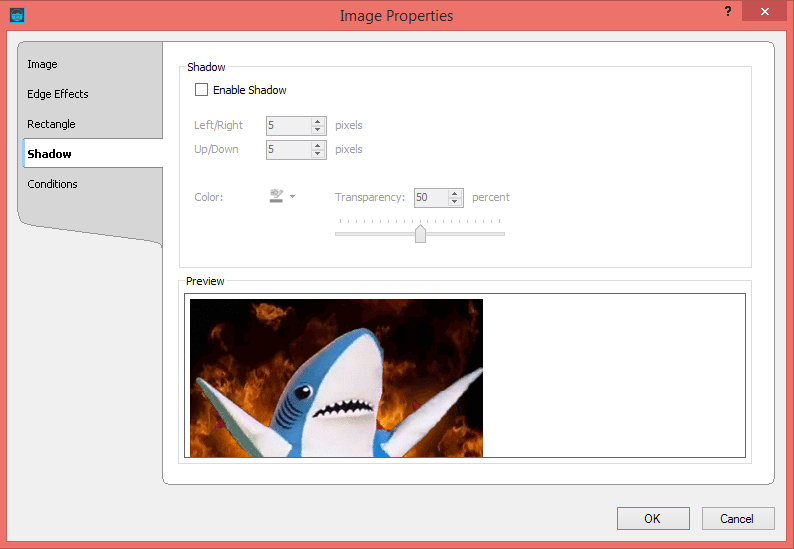 Image Properties
?
Image
Edge Effects
Rectangle
Shadow
Conditions
Shadow
Enable Shadow
Left/Right 5 pixels
Up/Down 5 pixels
Color: Transparency: 50 percent
Preview
OK Cancel